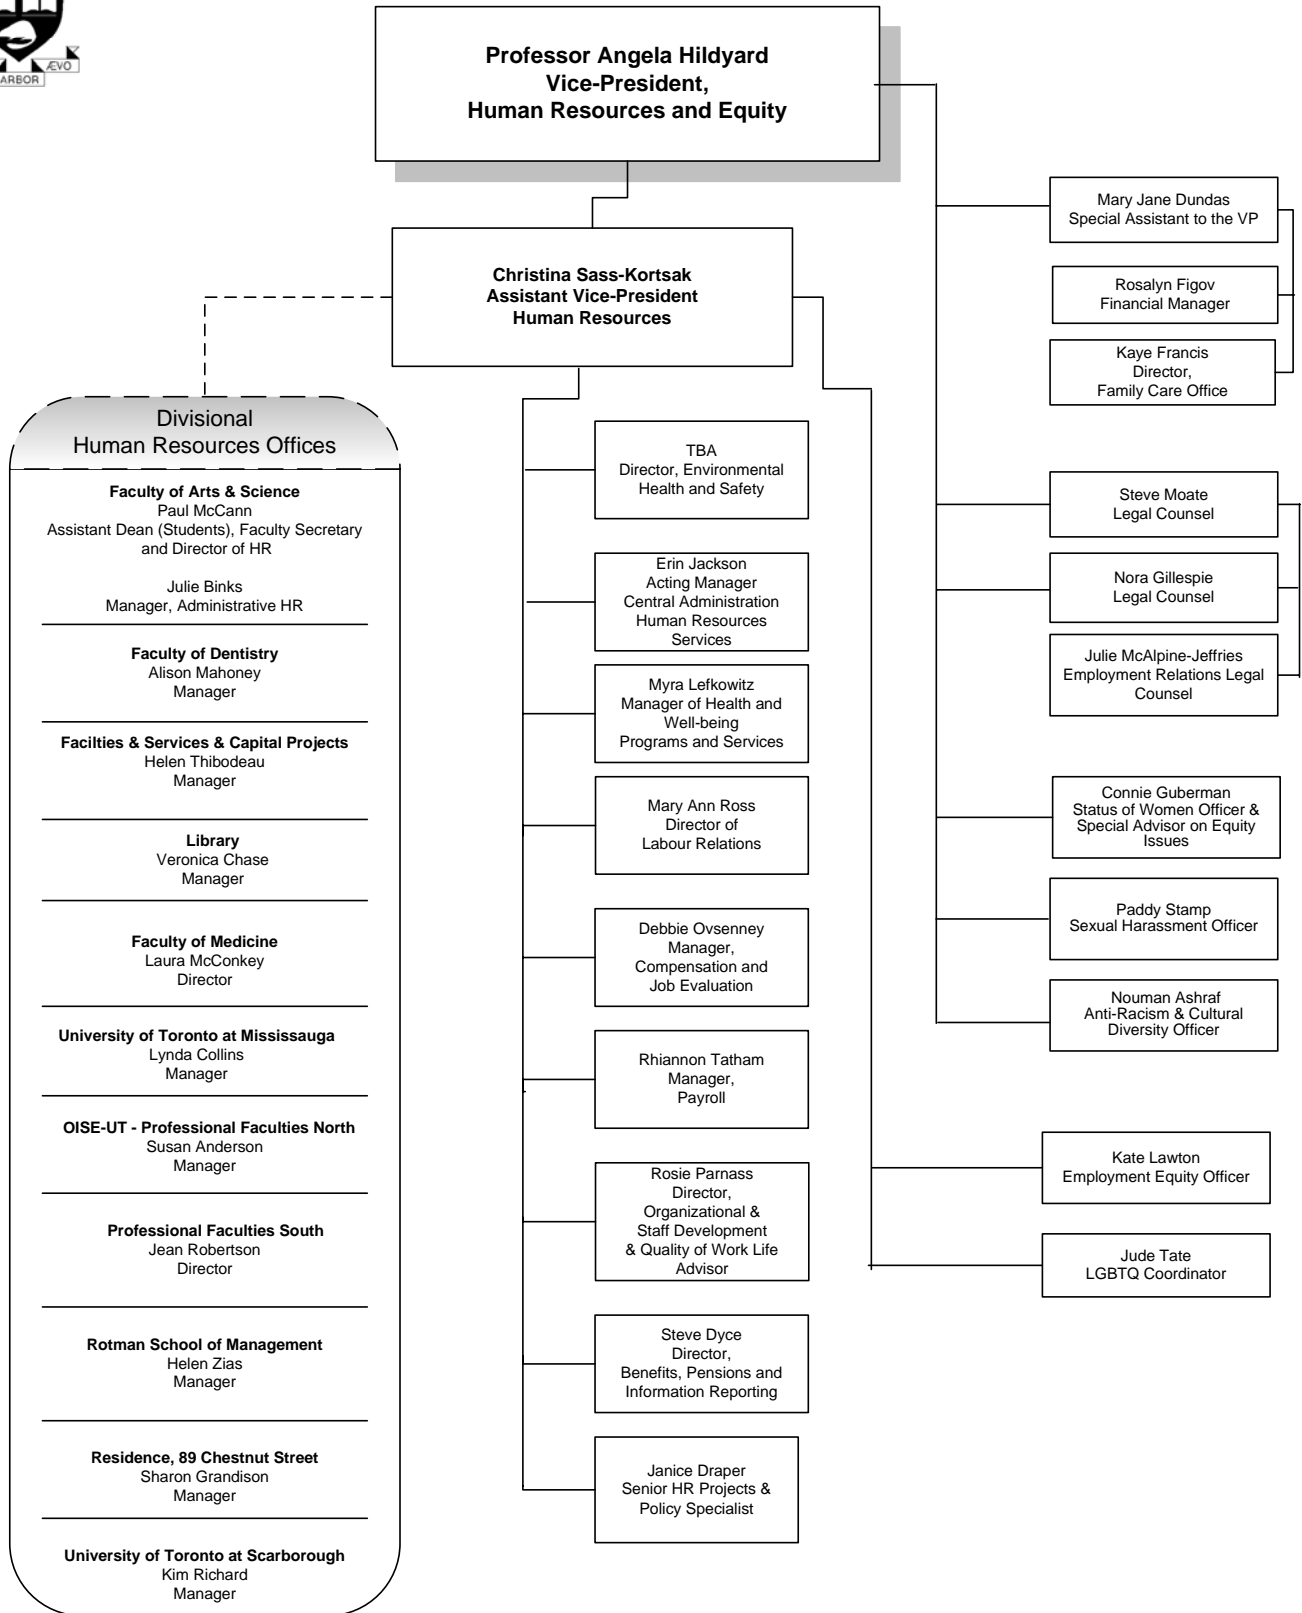 ÆVO
ARBOR
Professor Angela Hildyard
Vice-President,
Human Resources and Equity
Christina Sass-Kortsak
Assistant Vice-President
Human Resources
Divisional
Human Resources Offices
Faculty of Arts & Science
Paul McCann
Assistant Dean (Students), Faculty Secretary
and Director of HR
Julie Binks
Manager, Administrative HR
Faculty of Dentistry
Alison Mahoney
Manager
Facilties & Services & Capital Projects
Helen Thibodeau
Manager
Library
Veronica Chase
Manager
Faculty of Medicine
Laura McConkey
Director
University of Toronto at Mississauga
Lynda Collins
Manager
OISE-UT - Professional Faculties North
Susan Anderson
Manager
Professional Faculties South
Jean Robertson
Director
Rotman School of Management
Helen Zias
Manager
Residence, 89 Chestnut Street
Sharon Grandison
Manager
University of Toronto at Scarborough
Kim Richard
Manager
TBA
Director, Environmental
Health and Safety
Erin Jackson
Acting Manager
Central Administration
Human Resources
Services
Myra Lefkowitz
Manager of Health and
Well-being
Programs and Services
Mary Ann Ross
Director of
Labour Relations
Debbie Ovsenney
Manager,
Compensation and
Job Evaluation
Rhiannon Tatham
Manager,
Payroll
Rosie Parnass
Director,
Organizational &
Staff Development
& Quality of Work Life
Advisor
Steve Dyce
Director,
Benefits, Pensions and
Information Reporting
Janice Draper
Senior HR Projects &
Policy Specialist
Mary Jane Dundas
Special Assistant to the VP
Rosalyn Figov
Financial Manager
Kaye Francis
Director,
Family Care Office
Steve Moate
Legal Counsel
Nora Gillespie
Legal Counsel
Julie McAlpine-Jeffries
Employment Relations Legal
Counsel
Connie Guberman
Status of Women Officer &
Special Advisor on Equity
Issues
Paddy Stamp
Sexual Harassment Officer
Nouman Ashraf
Anti-Racism & Cultural
Diversity Officer
Kate Lawton
Employment Equity Officer
Jude Tate
LGBTQ Coordinator